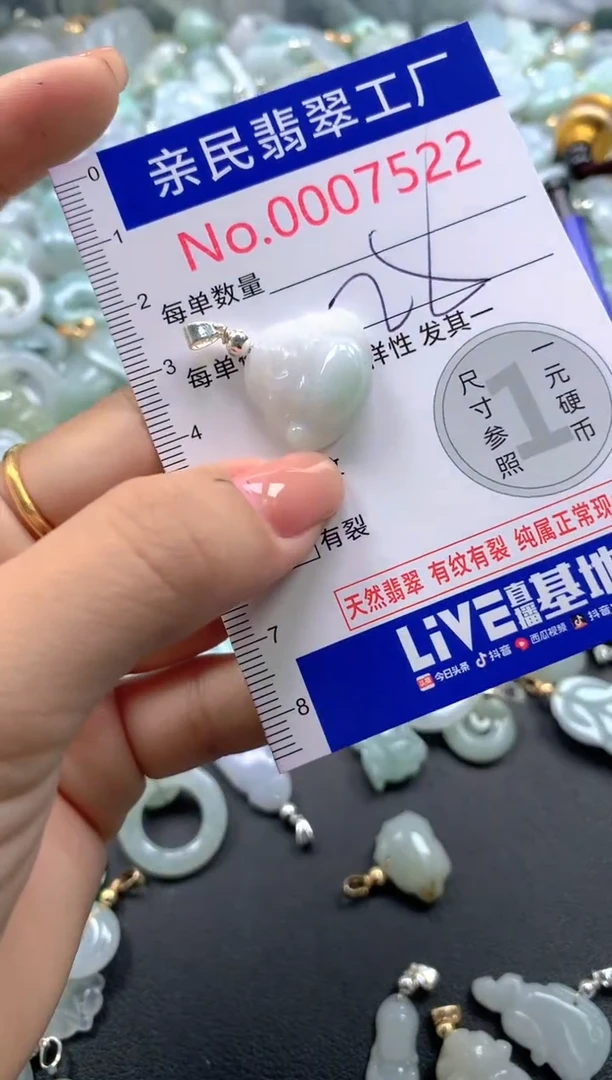 0
亲民翡翠工厂
1
No.0007522
2
每单数量
3
每单
样性 发其一
4
尺寸参照
1
一元硬币
有裂
天然翡翠 有纹有裂 纯属正常现
7
LiVE直播基地
8
今日头条 抖音 西瓜视频 抖音